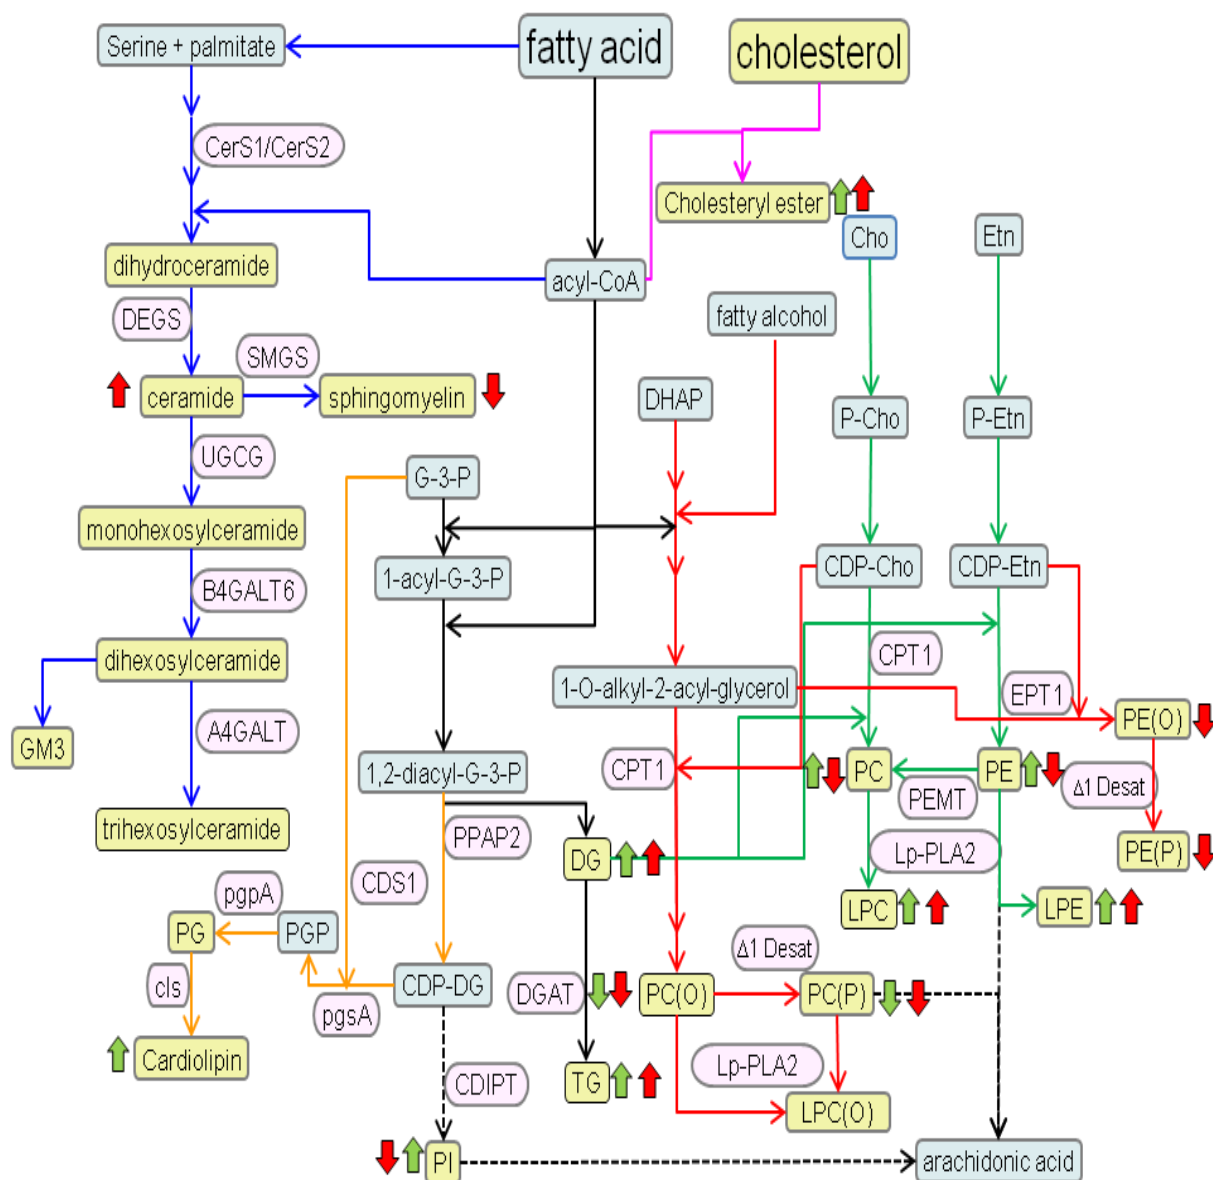 fatty acid
cholesterol
Serine + palmitate
CerS1/CerS2
Cholesteryl ester
Cho
Etn
dihydroceramide
acyl-CoA
DEGS
fatty alcohol
SMGS
ceramide
sphingomyelin
DHAP
P-Cho
P-Etn
UGCG
G-3-P
monohexosylceramide
1-acyl-G-3-P
CDP-Cho
CDP-Etn
B4GALT6
dihexosylceramide
CPT1
1-O-alkyl-2-acyl-glycerol
EPT1
PE(O)
GM3
A4GALT
1,2-diacyl-G-3-P
CPT1
PC
PE
Δ1 Desat
PEMT
trihexosylceramide
PPAP2
DG
Lp-PLA2
PE(P)
pgpA
CDS1
LPC
LPE
PG
PGP
Δ1 Desat
cls
CDP-DG
DGAT
PC(O)
PC(P)
pgsA
Cardiolipin
Lp-PLA2
CDIPT
TG
LPC(O)
PI
arachidonic acid